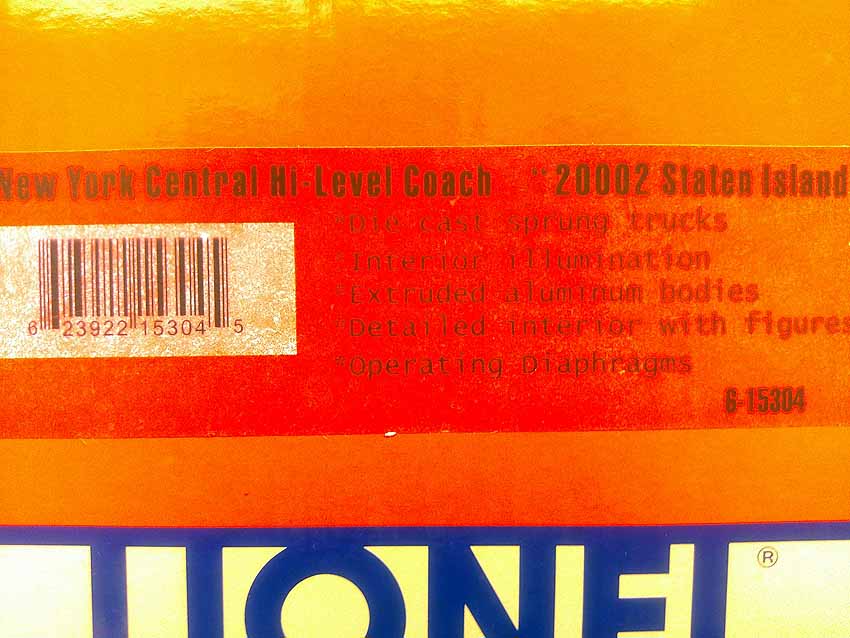 New York Central Hi-Level Coach "20002 Staten Island
"Die cast sprung trucks
"Interior illumination
"Extruded aluminum bodies
"Detailed interior with figures
"Operating Diaphragms
6 23922 15304 5
6-15304
LIONEL®